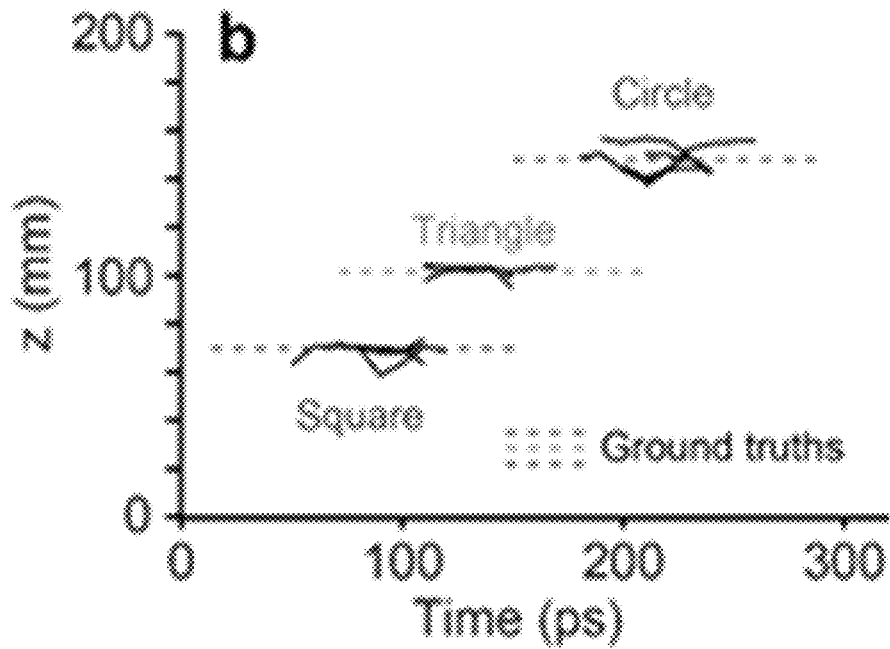 b
200
Circle
Triangle
z (mm)
100
Square
Ground truths
0
0 100 200 300
Time (ps)